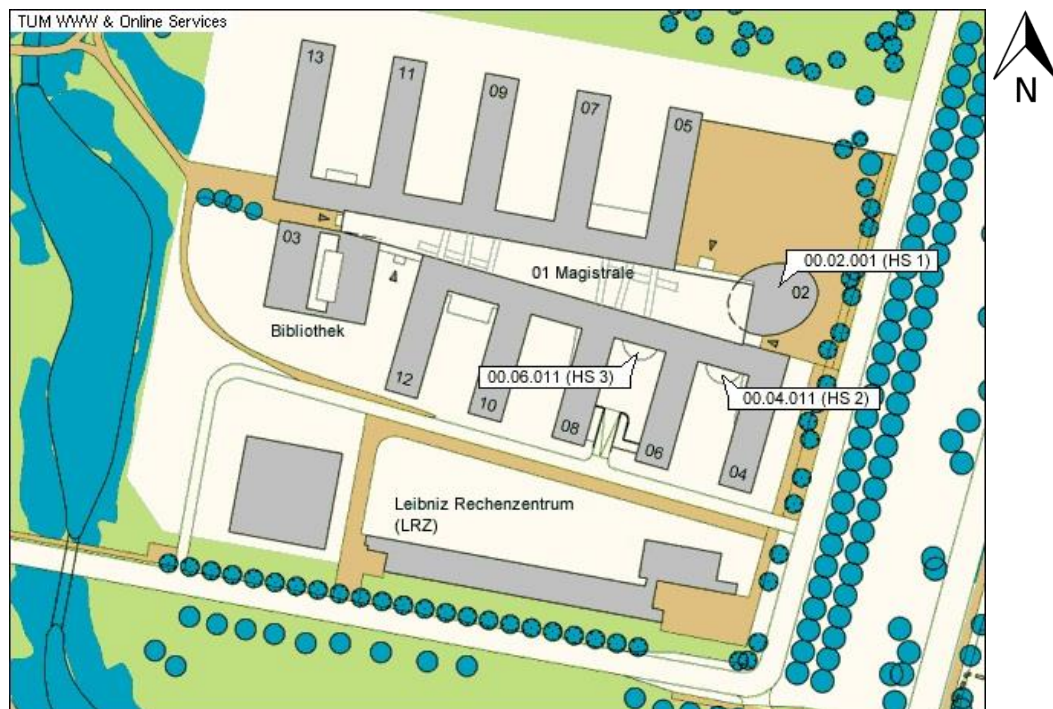 TUM WWW & Online Services
N
13
11
09
07
05
03
01 Magistrale
00.02.001 (HS 1)
02
Bibliothek
12
10
08
06
04
00.06.011 (HS 3)
00.04.011 (HS 2)
Leibniz Rechenzentrum
(LRZ)